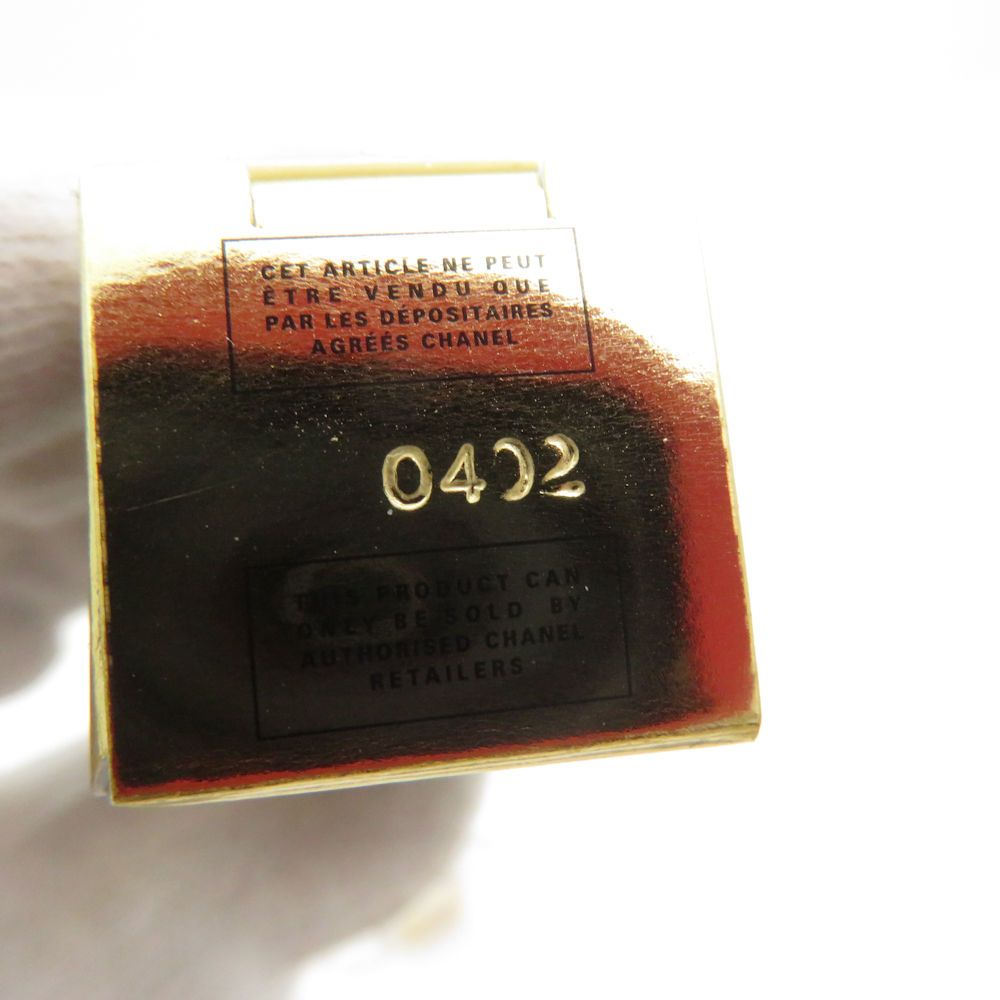 CET ARTICLE NE PEUT
ÊTRE VENDU QUE
PAR LES DÉPOSITAIRES
AGRÉÉS CHANEL
0402
THIS PRODUCT CAN
ONLY BE SOLD BY
AUTHORISED CHANEL
RETAILERS